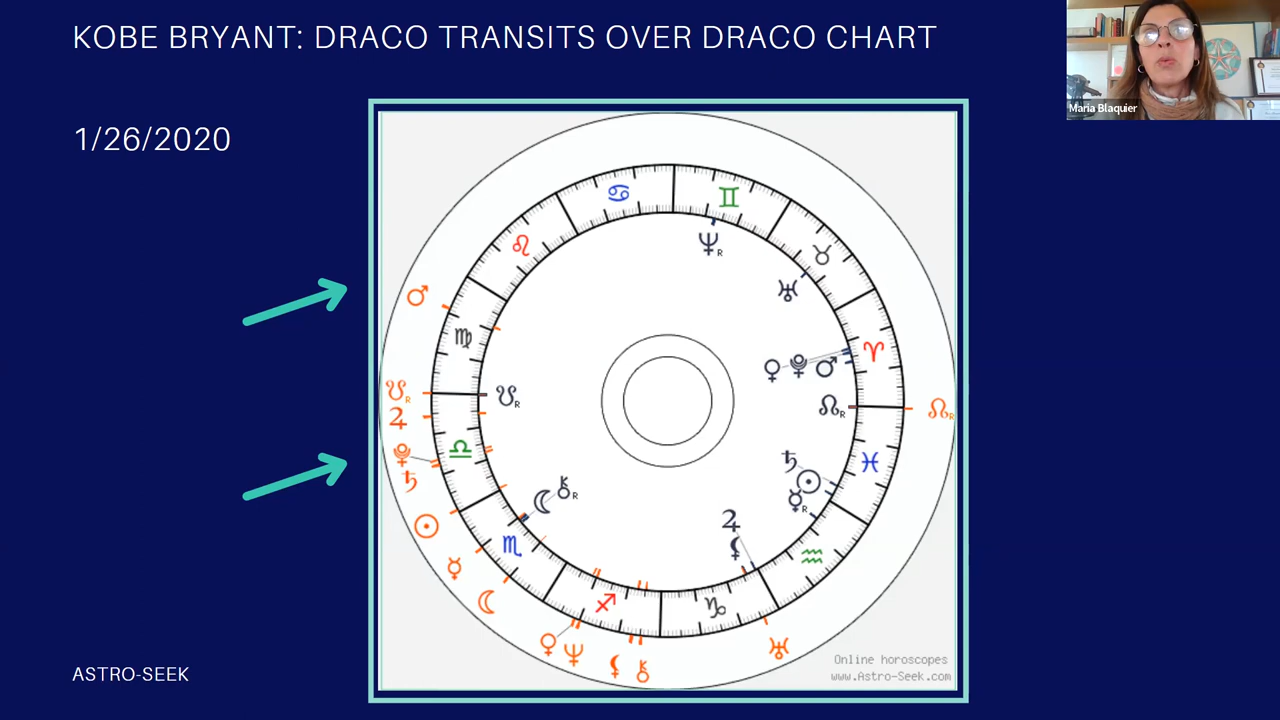 KOBE BRYANT: DRACO TRANSITS OVER DRACO CHART
Maria Blaquier
1/26/2020
ASTRO-SEEK
Online horoscopes
www.Astro-Seek.com